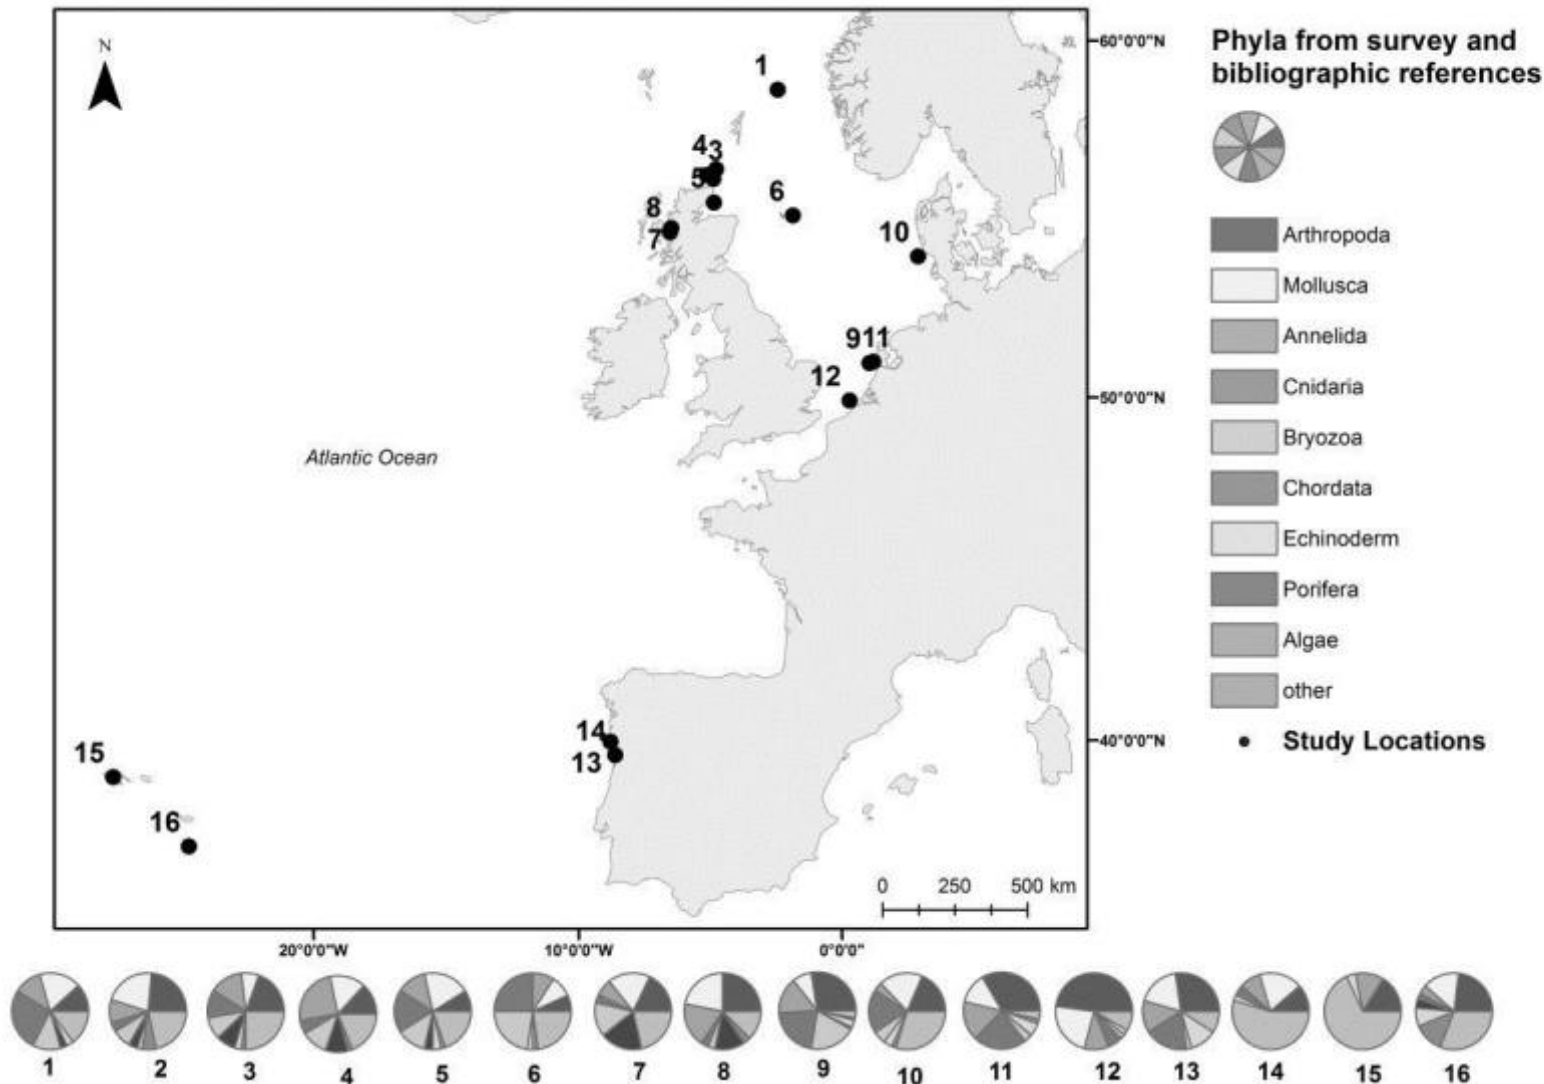 N
1
4
3
5
8
7
6
10
911
12
Atlantic Ocean
14
13
15
16
60°0'0"N
50°0'0"N
40°0'0"N
0 250 500 km
20°0'0"W
10°0'0"W
0°0'0"
Phyla from survey and
bibliographic references
Arthropoda
Mollusca
Annelida
Cnidaria
Bryozoa
Chordata
Echinoderm
Porifera
Algae
other
Study Locations
1 2 3 4 5 6 7 8 9 10 11 12 13 14 15 16